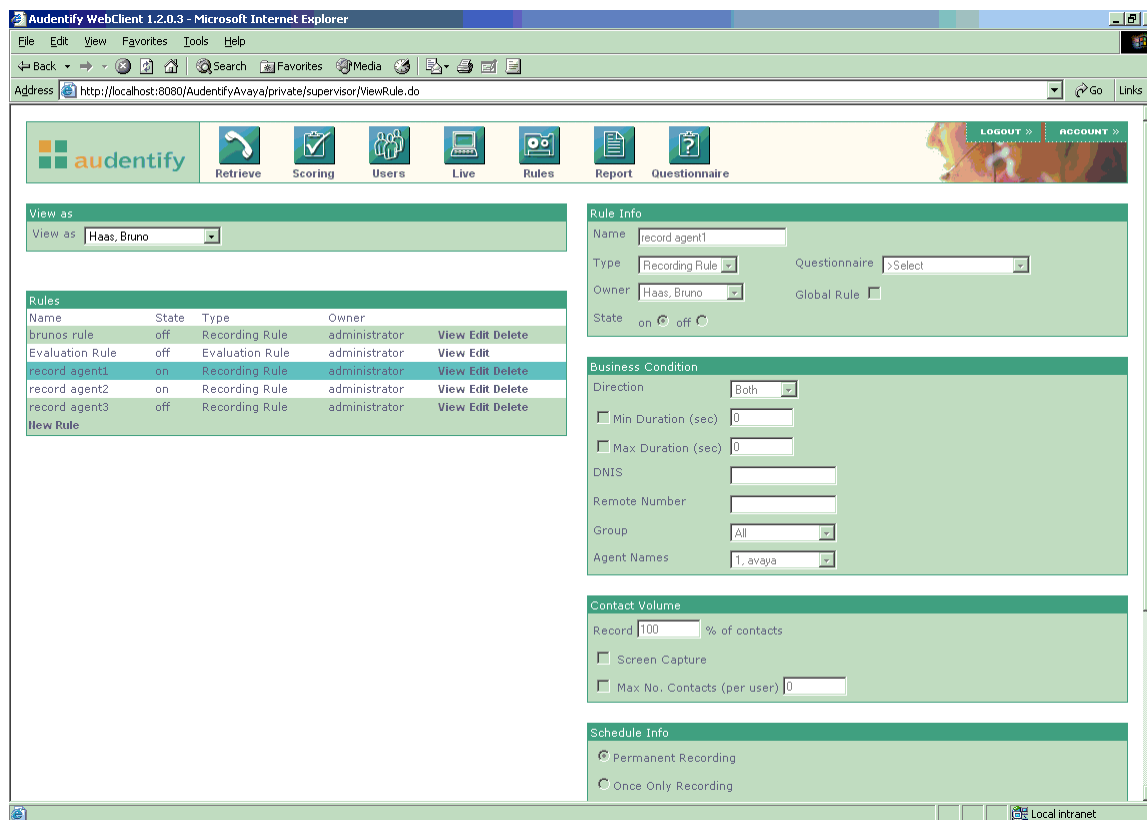 Audentify WebClient 1.2.0.3 - Microsoft Internet Explorer
File Edit View Favorites Tools Help
Back Search Favorites Media
Address http://localhost:8080/AudentifyAvaya/private/supervisor/ViewRule.do Go Links
audentify
LOGOUT » ACCOUNT »
Retrieve Scoring Users Live Rules Report Questionnaire
View as
View as Haas, Bruno
Rules
Name State Type Owner
brunos rule off Recording Rule administrator View Edit Delete
Evaluation Rule off Evaluation Rule administrator View Edit
record agent1 on Recording Rule administrator View Edit Delete
record agent2 on Recording Rule administrator View Edit Delete
record agent3 off Recording Rule administrator View Edit Delete
New Rule
Rule Info
Name record agent1
Type Recording Rule Questionnaire >Select
Owner Haas, Bruno Global Rule
State on off
Business Condition
Direction Both
Min Duration (sec) 0
Max Duration (sec) 0
DNIS
Remote Number
Group All
Agent Names 1, avaya
Contact Volume
Record 100 % of contacts
Screen Capture
Max No. Contacts (per user) 0
Schedule Info
Permanent Recording
Once Only Recording
Local intranet